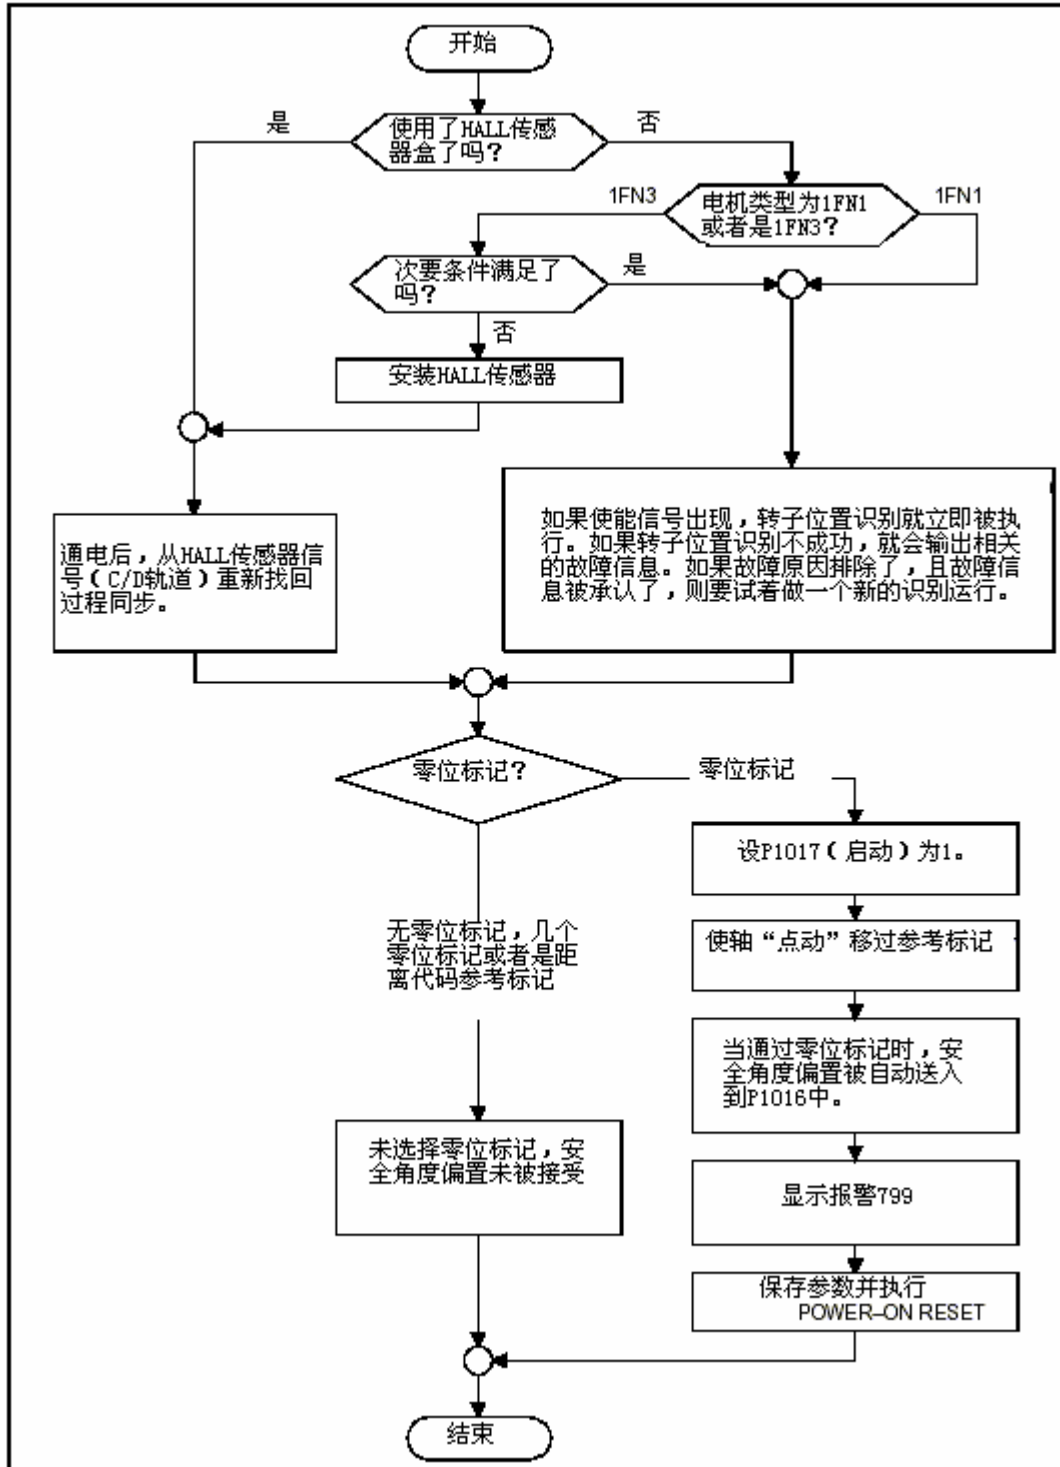 开始
是
使用了HALL传感
器盒了吗？
否
1FN3
电机类型为1FN1
或者是1FN3？
1FN1
次要条件满足了
吗？
是
否
安装HALL传感器
通电后，从HALL传感器信
号（C/D轨道）重新找回
过程同步。
如果使能信号出现，转子位置识别就立即被执
行。如果转子位置识别不成功，就会输出相关
的故障信息。如果故障原因排除了，且故障信
息被承认了，则要试着做一个新的识别运行。
零位标记？
零位标记
设P1017（启动）为1。
无零位标记，几个
零位标记或者是距
离代码参考标记
使轴“点动”移过参考标记
当通过零位标记时，安
全角度偏置被自动送入
到P1016中。
未选择零位标记，安
全角度偏置未被接受
显示报警799
保存参数并执行
POWER–ON RESET
结束